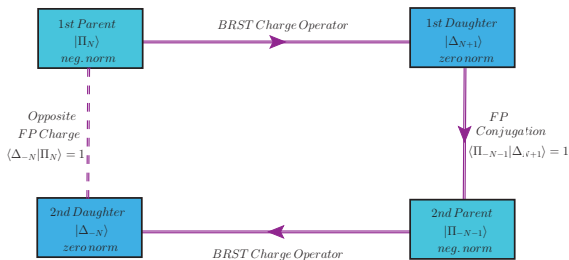 1st Parent
|Π_N⟩
neg. norm
BRST Charge Operator
1st Daughter
|Δ_{N+1}⟩
zero norm
Opposite
FP Charge
⟨Δ_{−N}|Π_N⟩ = 1
FP
Conjugation
⟨Π_{−N−1}|Δ_{N+1}⟩ = 1
2nd Daughter
|Δ_{−N}⟩
zero norm
BRST Charge Operator
2nd Parent
|Π_{−N−1}⟩
neg. norm